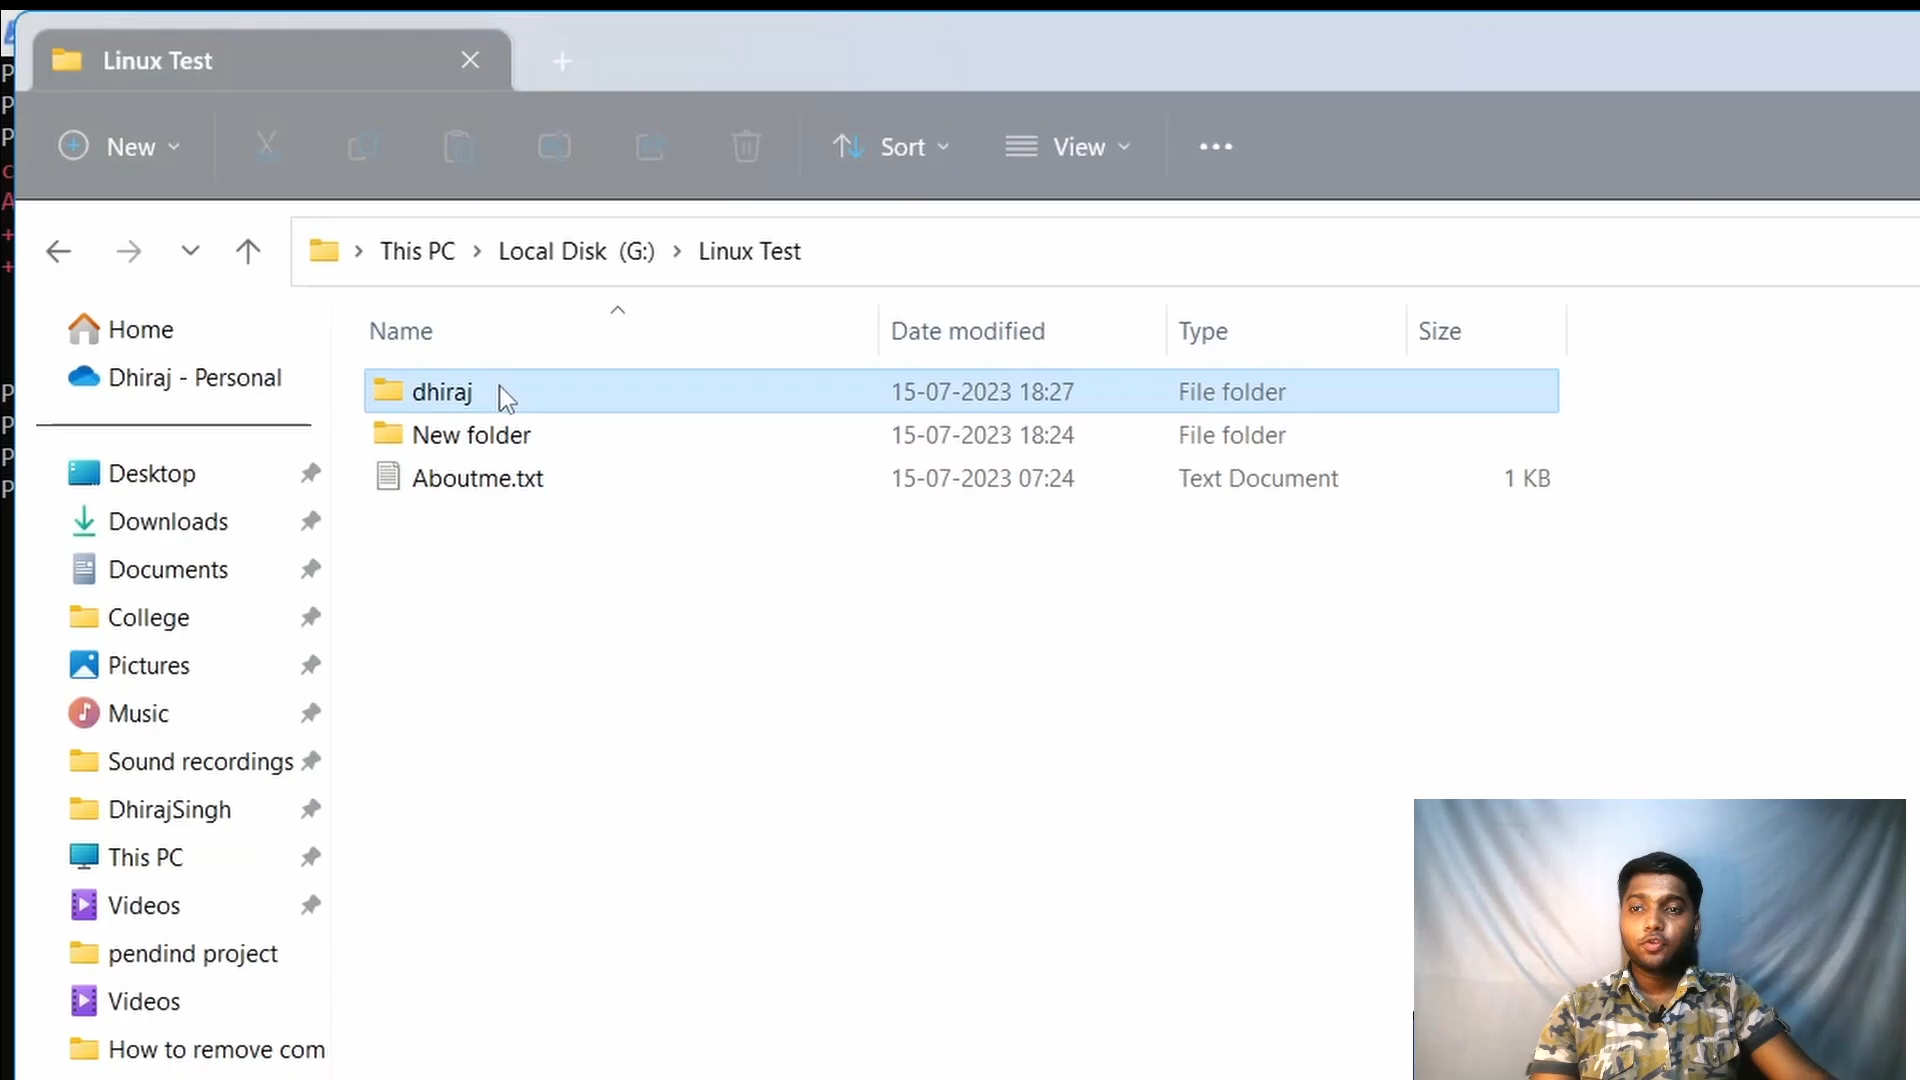 Linux Test
New
Sort
View
This PC
Local Disk (G:)
Linux Test
Home
Dhiraj - Personal
Desktop
Downloads
Documents
College
Pictures
Music
Sound recordings
DhirajSingh
This PC
Videos
pendind project
Videos
How to remove com
Name Date modified Type Size
dhiraj 15-07-2023 18:27 File folder
New folder 15-07-2023 18:24 File folder
Aboutme.txt 15-07-2023 07:24 Text Document 1 KB
P
P
P
c
A
+
+
P
P
P
P